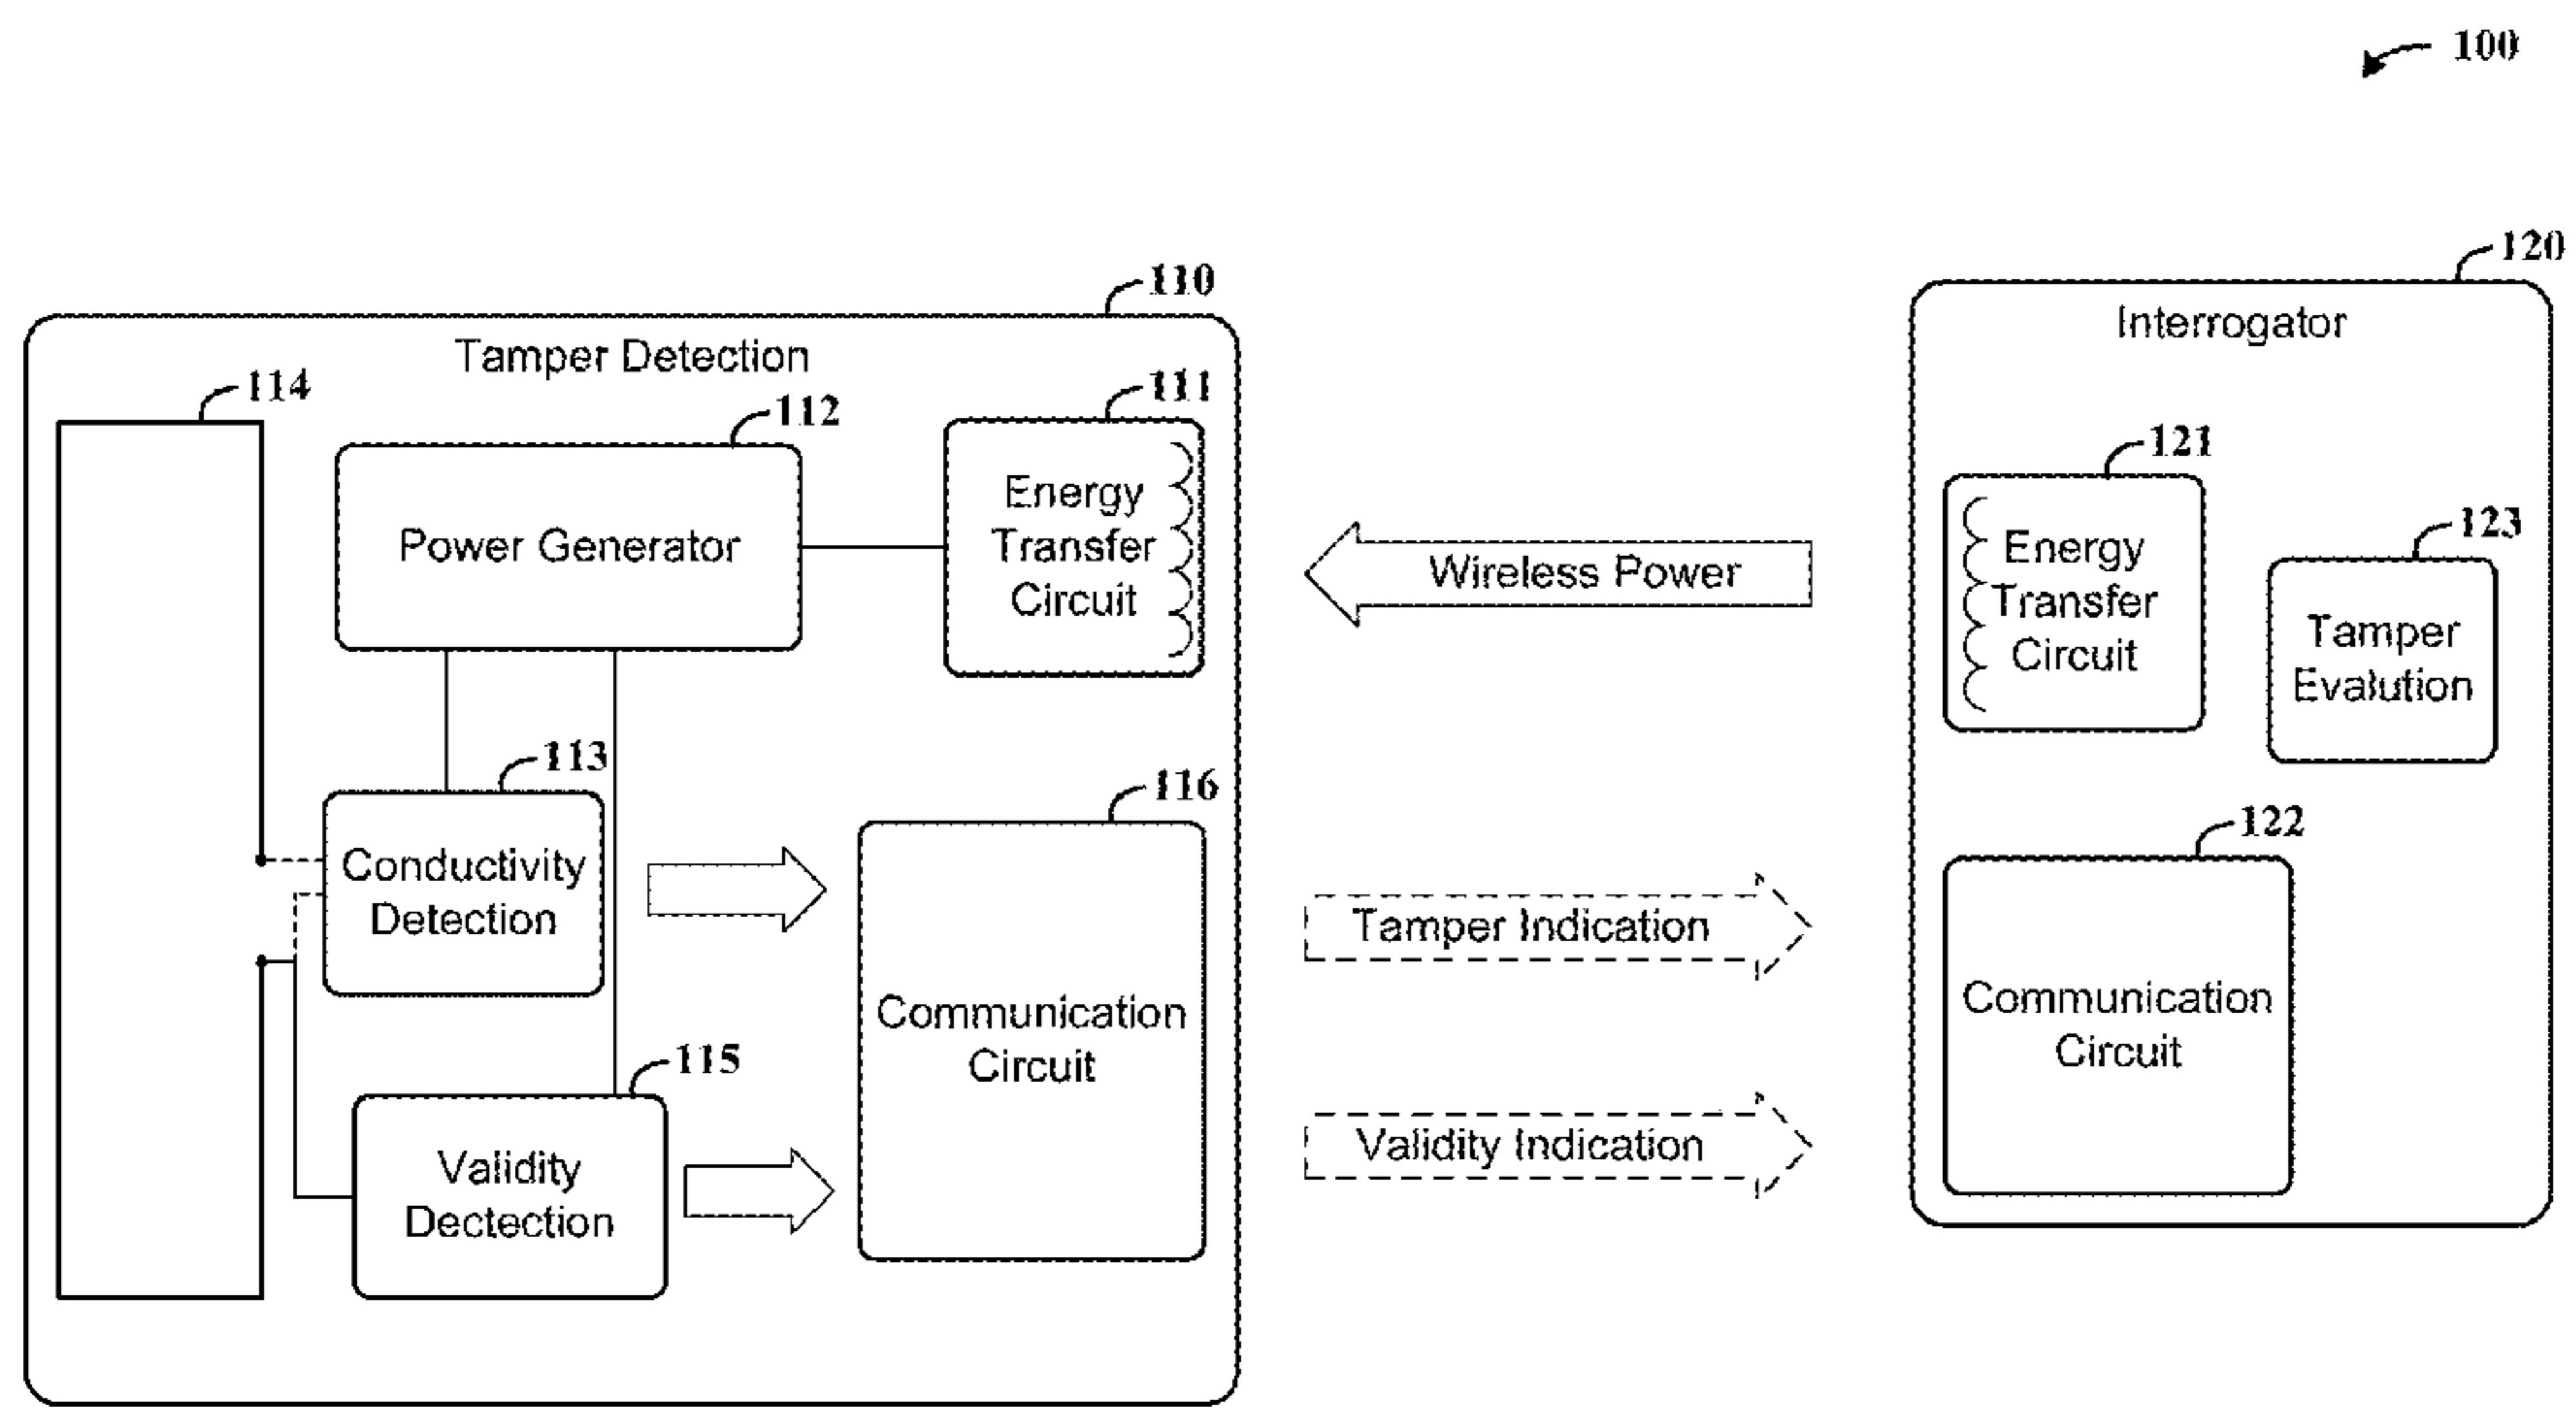 100
110
120
Tamper Detection
Interrogator
114
112
111
121
123
Power Generator
Energy
Transfer
Circuit
Wireless Power
Energy
Transfer
Circuit
Tamper
Evalution
113
116
122
Conductivity
Detection
Communication
Circuit
Tamper Indication
Communication
Circuit
115
Validity
Dectection
Validity Indication